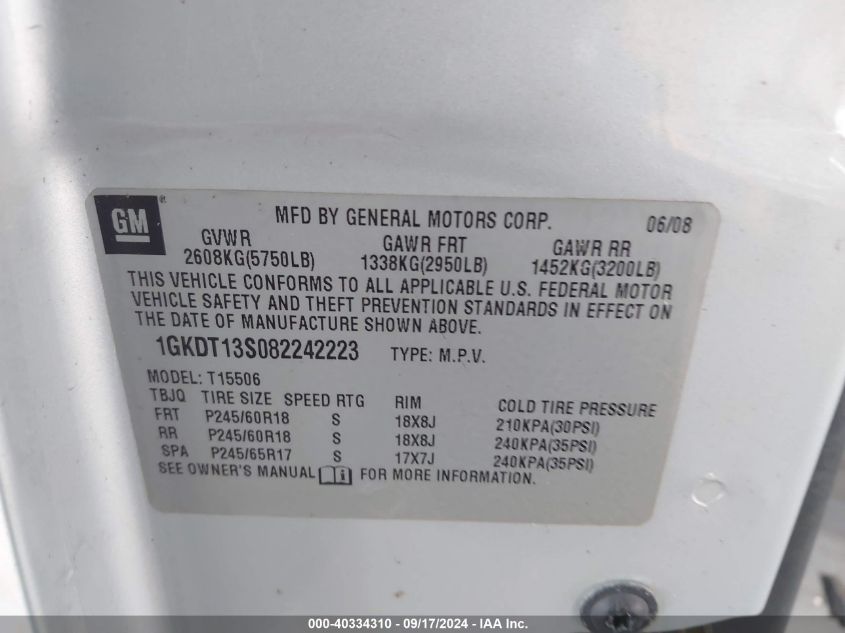 GM®
MFD BY GENERAL MOTORS CORP. 06/08
GVWR GAWR FRT GAWR RR
2608KG(5750LB) 1338KG(2950LB) 1452KG(3200LB)
THIS VEHICLE CONFORMS TO ALL APPLICABLE U.S. FEDERAL MOTOR
VEHICLE SAFETY AND THEFT PREVENTION STANDARDS IN EFFECT ON
THE DATE OF MANUFACTURE SHOWN ABOVE.
1GKDT13S082242223 TYPE: M.P.V.
MODEL: T15506
TBJQ TIRE SIZE SPEED RTG RIM COLD TIRE PRESSURE
FRT P245/60R18 S 18X8J 210KPA(30PSI)
RR P245/60R18 S 18X8J 240KPA(35PSI)
SPA P245/65R17 S 17X7J 240KPA(35PSI)
SEE OWNER'S MANUAL i FOR MORE INFORMATION.
000-40334310 - 09/17/2024 - IAA Inc.